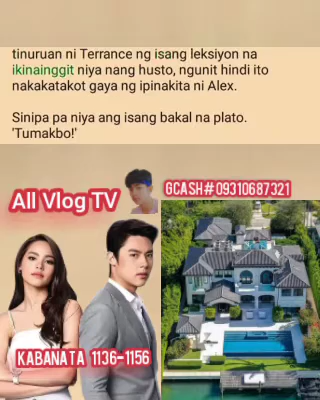 tinuruan ni Terrance ng isang leksiyon na
ikinainggit niya nang husto, ngunit hindi ito
nakakatakot gaya ng ipinakita ni Alex.
Sinipa pa niya ang isang bakal na plato.
'Tumakbo!'
GCASH#09310687321
All Vlog TV
KABANATA 1136-1156